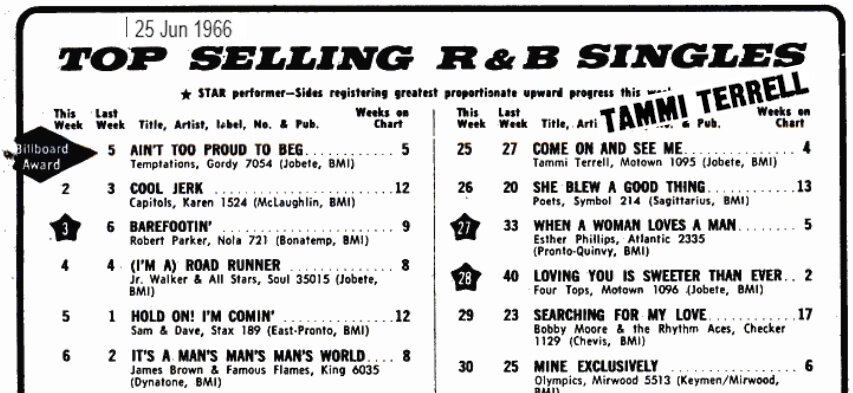 25 Jun 1966
TOP SELLING R & B SINGLES
★ STAR performer—Sides registering greatest proportionate upward progress this
TAMMI TERRELL
This Week Last Week Title, Artist, label, No. & Pub. Weeks on Chart
Billboard Award 5 AIN'T TOO PROUD TO BEG 5
Temptations, Gordy 7054 (Jobete, BMI)
2 3 COOL JERK 12
Capitols, Karen 1524 (McLaughlin, BMI)
3 6 BAREFOOTIN' 9
Robert Parker, Nola 721 (Bonatemp, BMI)
4 4 (I'M A) ROAD RUNNER 8
Jr. Walker & All Stars, Soul 35015 (Jobete,
BMI)
5 1 HOLD ON! I'M COMIN' 12
Sam & Dave, Stax 189 (East-Pronto, BMI)
6 2 IT'S A MAN'S MAN'S MAN'S WORLD 8
James Brown & Famous Flames, King 6035
(Dynatone, BMI)
This Week Last Week Title, Arti & Pub. Weeks on Chart
25 27 COME ON AND SEE ME 4
Tammi Terrell, Motown 1095 (Jobete, BMI)
26 20 SHE BLEW A GOOD THING 13
Poets, Symbol 214 (Sagittarius, BMI)
27 33 WHEN A WOMAN LOVES A MAN 5
Esther Phillips, Atlantic 2335
(Pronto-Quinvy, BMI)
28 40 LOVING YOU IS SWEETER THAN EVER 2
Four Tops, Motown 1096 (Jobete, BMI)
29 23 SEARCHING FOR MY LOVE 17
Bobby Moore & the Rhythm Aces, Checker
1129 (Chevis, BMI)
30 25 MINE EXCLUSIVELY 6
Olympics, Mirwood 5513 (Keymen/Mirwood,
BMI)